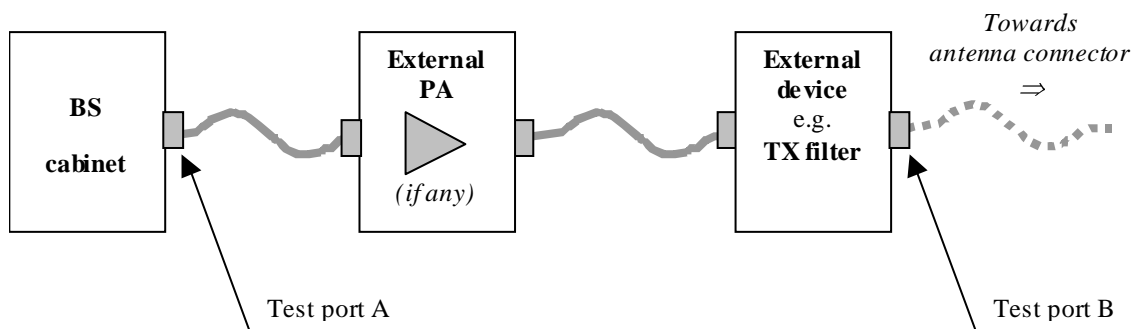 BS
cabinet
External
PA
(if any)
External
device
e.g.
TX filter
Towards
antenna connector
⇒
Test port A
Test port B